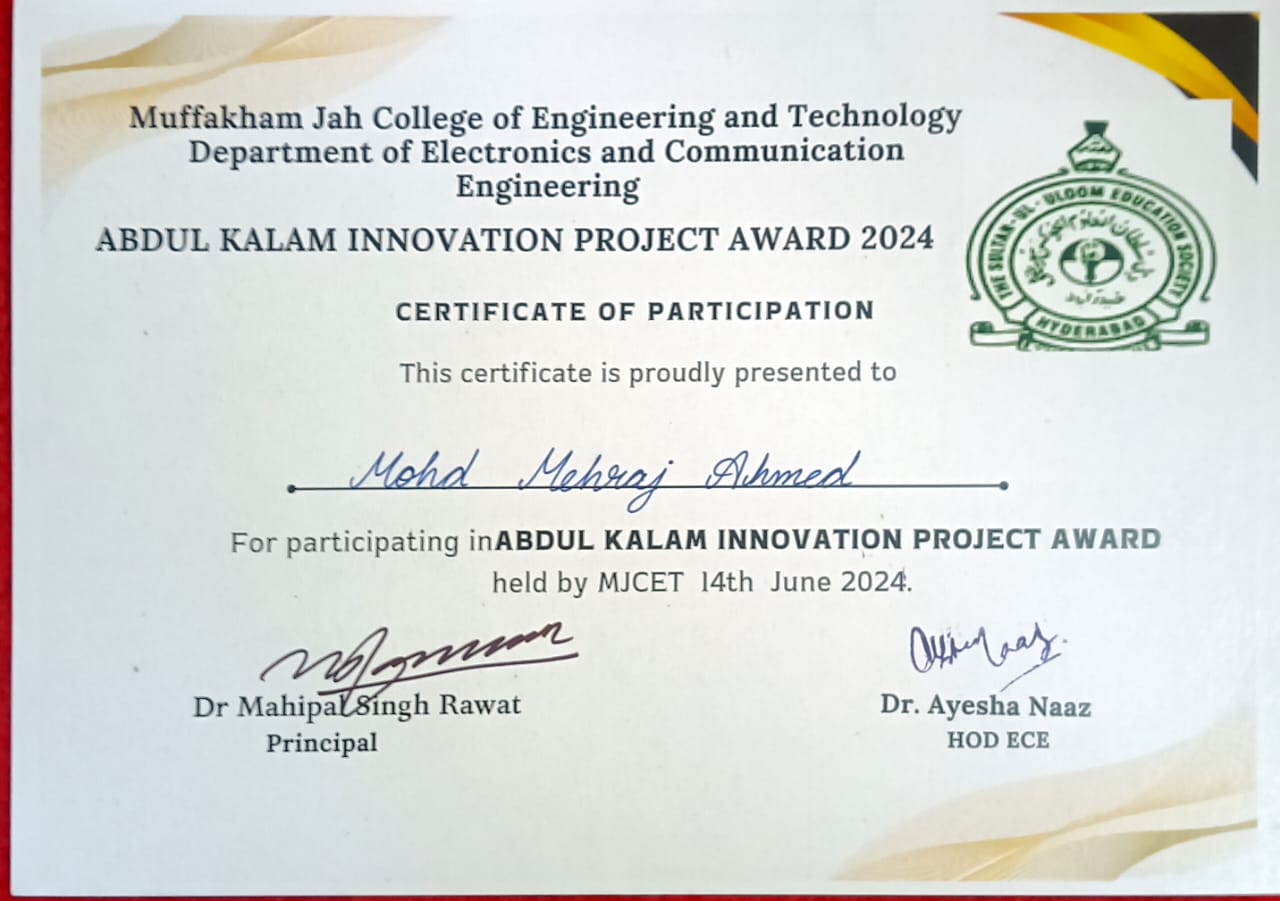 Muffakham Jah College of Engineering and Technology
Department of Electronics and Communication
Engineering
ABDUL KALAM INNOVATION PROJECT AWARD 2024
THE SULTAN-UL-ULOOM EDUCATION SOCIETY
HYDERABAD
CERTIFICATE OF PARTICIPATION
This certificate is proudly presented to
Mohd Mehraj Ahmed
For participating inABDUL KALAM INNOVATION PROJECT AWARD
held by MJCET 14th June 2024.
Dr Mahipal Singh Rawat
Principal
Dr. Ayesha Naaz
HOD ECE